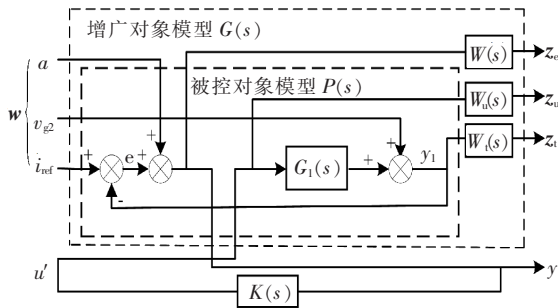 增广对象模型 G(s)
W(s) z_e
a
被控对象模型 P(s)
W_u(s) z_u
w
v_g2
+ +
y_1 W_t(s) z_t
i_ref + e + G_1(s) +
-
u′ y
K(s)